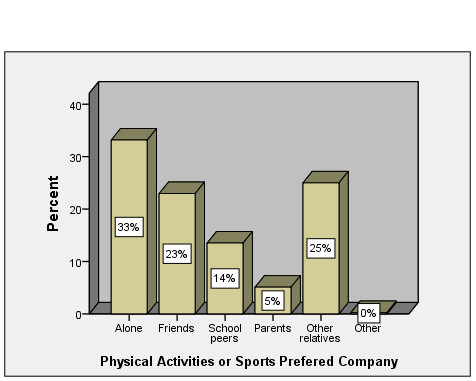 Percent
40
30
20
10
0
33%
23%
14%
5%
25%
0%
Alone
Friends
School
peers
Parents
Other
relatives
Other
Physical Activities or Sports Prefered Company